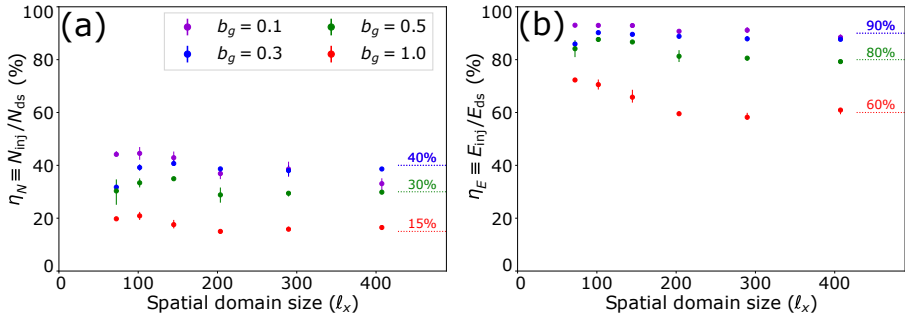 (a)
b_g = 0.1
b_g = 0.3
b_g = 0.5
b_g = 1.0
η_N ≡ N_inj/N_ds (%)
100
80
60
40
20
0
40%
30%
15%
0 100 200 300 400
Spatial domain size (ℓ_x)
(b)
η_E ≡ E_inj/E_ds (%)
100
80
60
40
20
0
90%
80%
60%
0 100 200 300 400
Spatial domain size (ℓ_x)